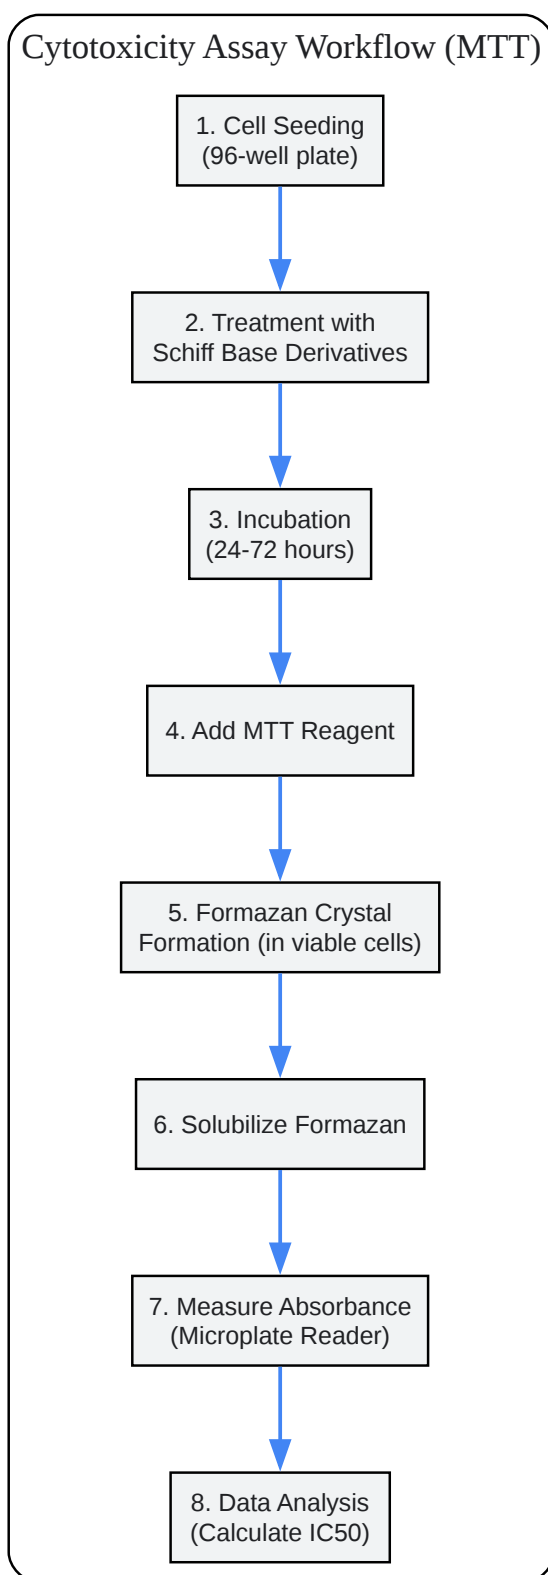 Cytotoxicity Assay Workflow (MTT)
1. Cell Seeding
(96-well plate)
2. Treatment with
Schiff Base Derivatives
3. Incubation
(24-72 hours)
4. Add MTT Reagent
5. Formazan Crystal
Formation (in viable cells)
6. Solubilize Formazan
7. Measure Absorbance
(Microplate Reader)
8. Data Analysis
(Calculate IC50)